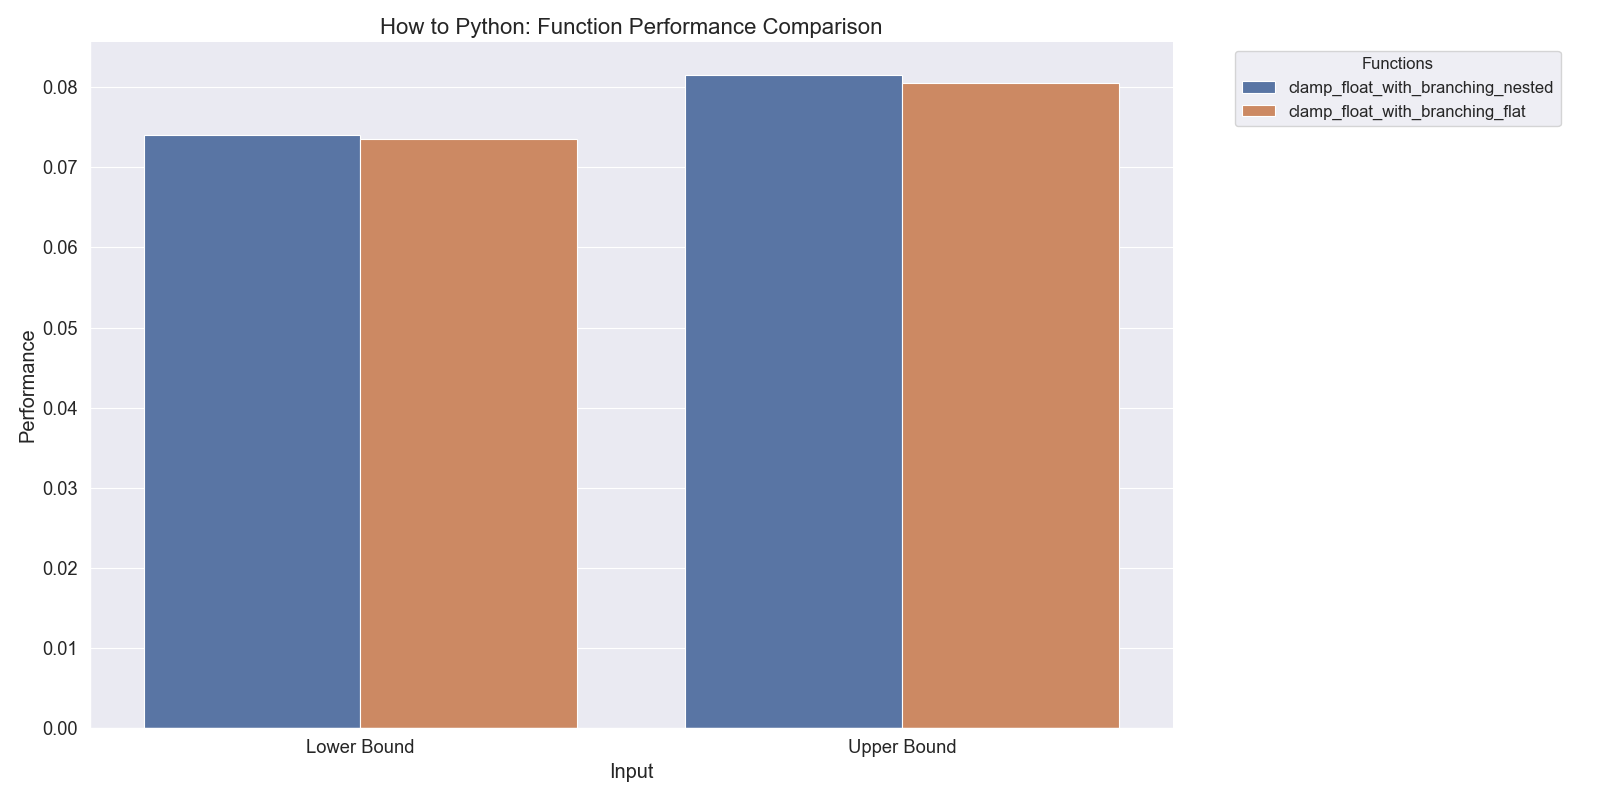 How to Python: Function Performance Comparison
Functions
clamp_float_with_branching_nested
clamp_float_with_branching_flat
0.08
0.07
0.06
0.05
0.04
0.03
0.02
0.01
0.00
Performance
Lower Bound
Upper Bound
Input